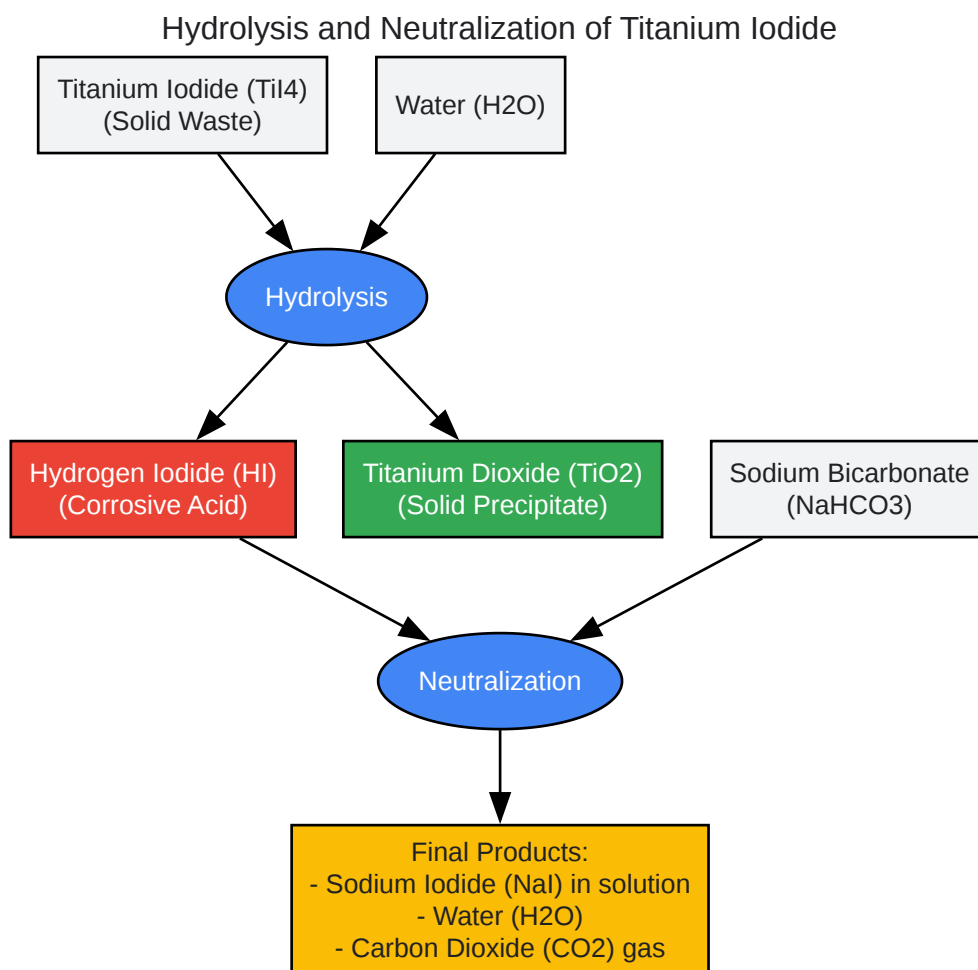 Hydrolysis and Neutralization of Titanium Iodide
Titanium Iodide (TiI4)
(Solid Waste)
Water (H2O)
Hydrolysis
Hydrogen Iodide (HI)
(Corrosive Acid)
Titanium Dioxide (TiO2)
(Solid Precipitate)
Sodium Bicarbonate
(NaHCO3)
Neutralization
Final Products:
- Sodium Iodide (NaI) in solution
- Water (H2O)
- Carbon Dioxide (CO2) gas